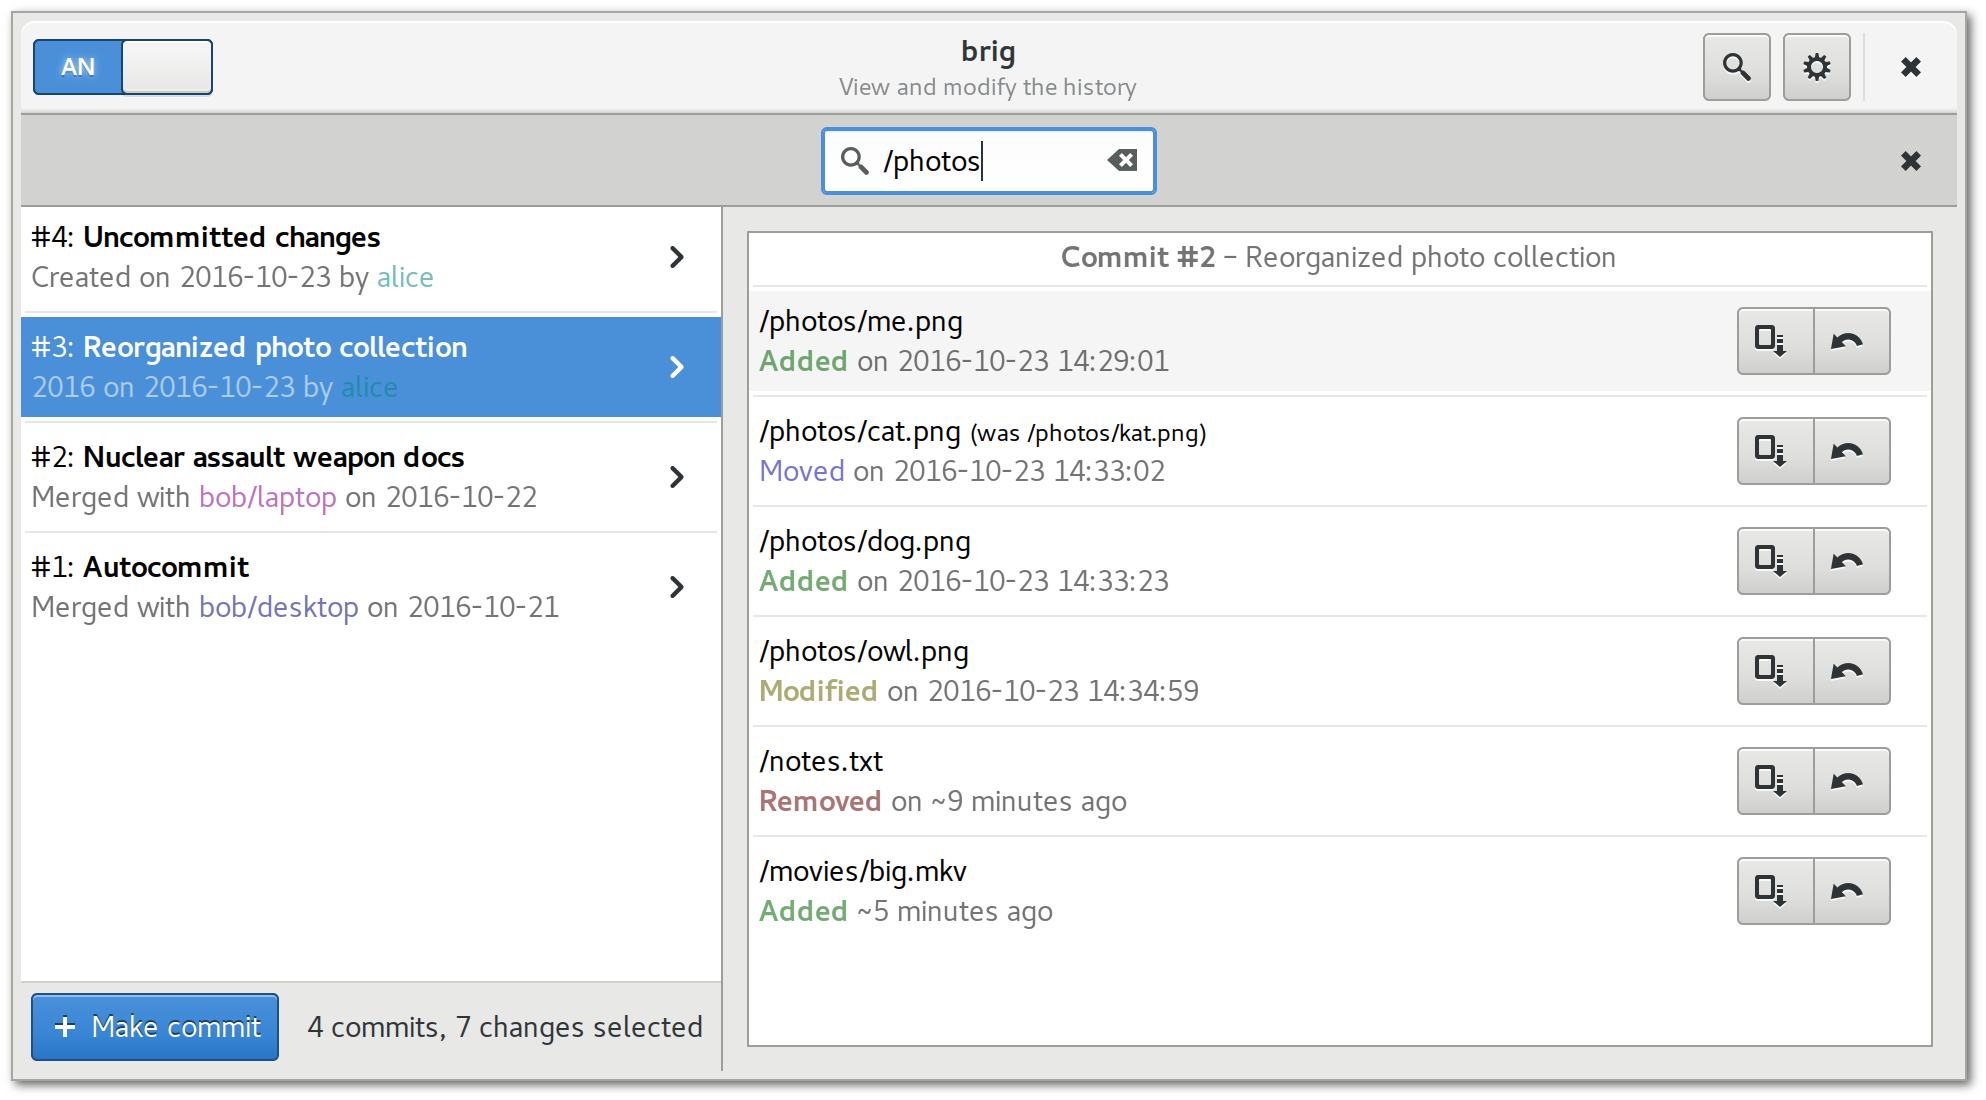 AN
brig
View and modify the history
/photos
#4: Uncommitted changes
Created on 2016-10-23 by alice
#3: Reorganized photo collection
2016 on 2016-10-23 by alice
#2: Nuclear assault weapon docs
Merged with bob/laptop on 2016-10-22
#1: Autocommit
Merged with bob/desktop on 2016-10-21
+ Make commit
4 commits, 7 changes selected
Commit #2 – Reorganized photo collection
/photos/me.png
Added on 2016-10-23 14:29:01
/photos/cat.png (was /photos/kat.png)
Moved on 2016-10-23 14:33:02
/photos/dog.png
Added on 2016-10-23 14:33:23
/photos/owl.png
Modified on 2016-10-23 14:34:59
/notes.txt
Removed on ~9 minutes ago
/movies/big.mkv
Added ~5 minutes ago